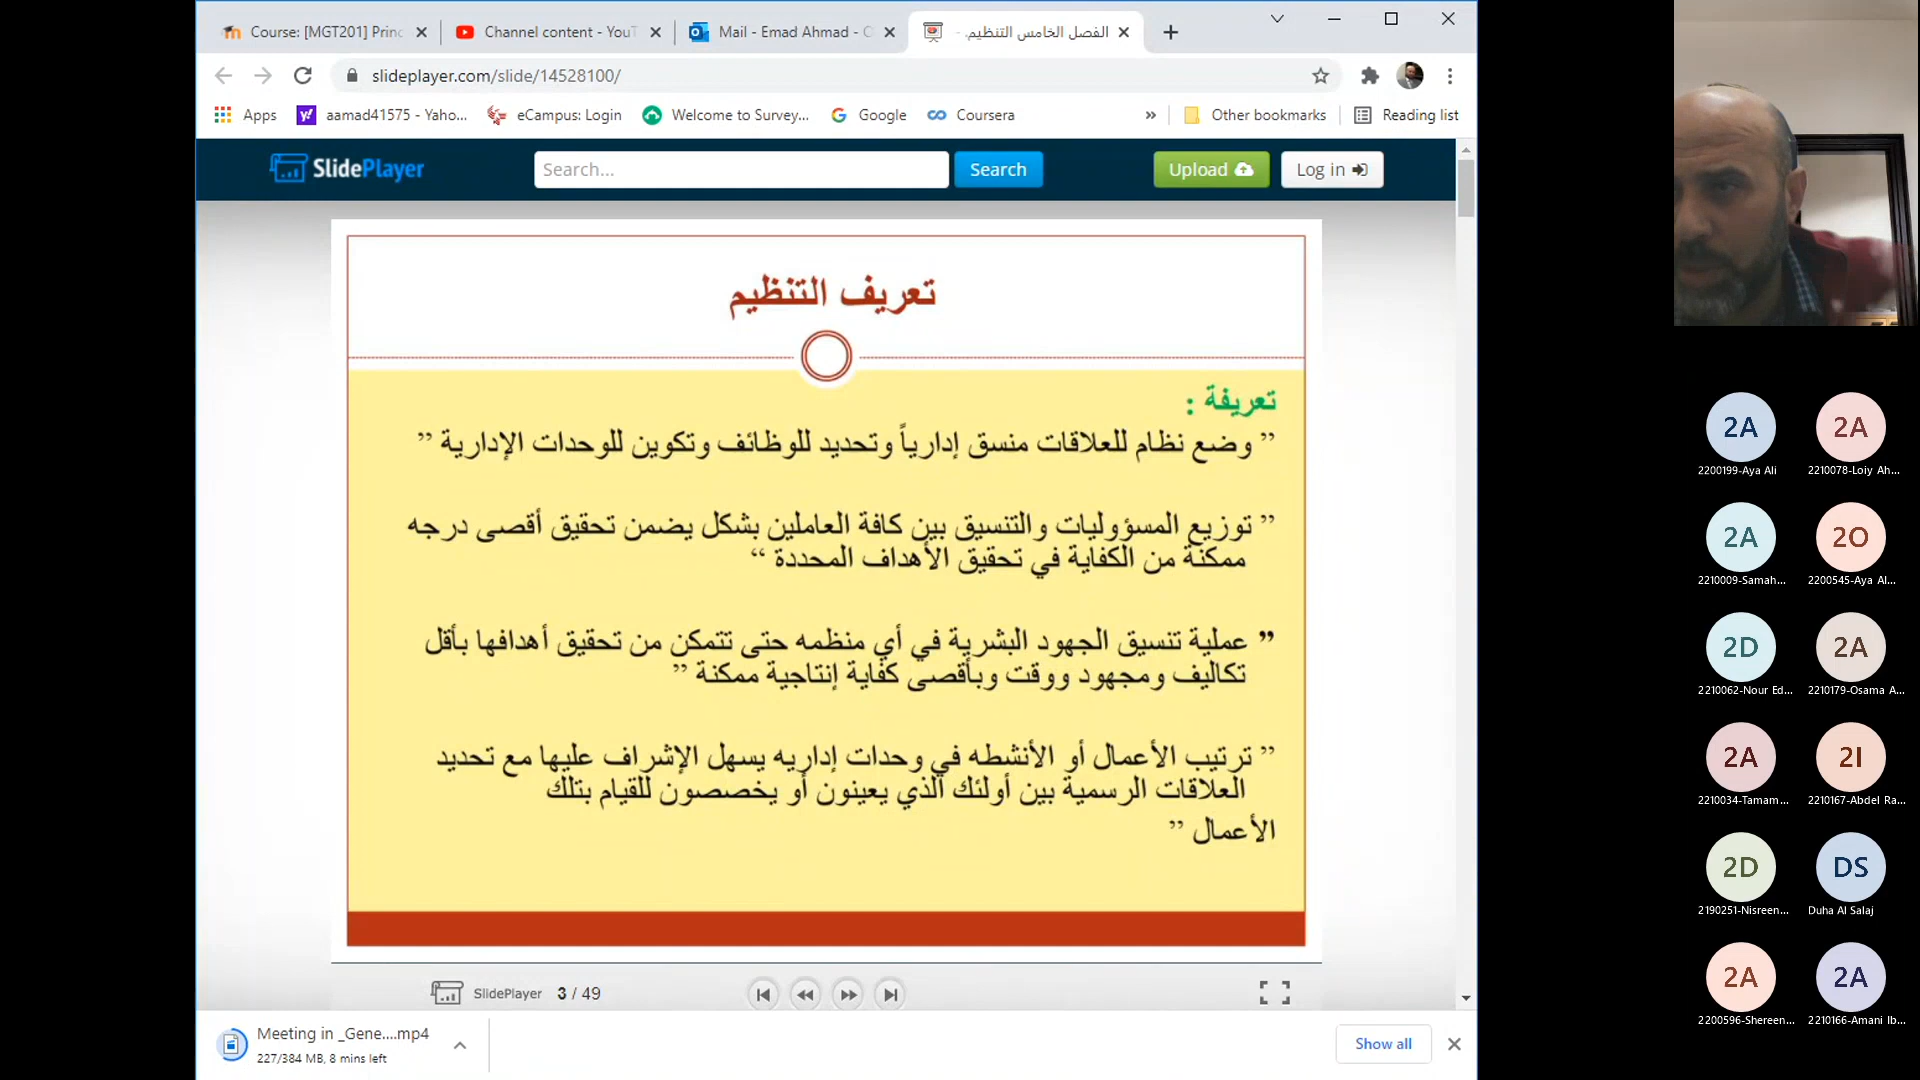 Course: [MGT201] Princ
Channel content - YouT
Mail - Emad Ahmad - O
الفصل الخامس التنظيم. -
slideplayer.com/slide/14528100/
Apps
aamad41575 - Yaho...
eCampus: Login
Welcome to Survey...
Google
Coursera
»
Other bookmarks
Reading list
SlidePlayer
Search...
Search
Upload
Log in
تعريف التنظيم
تعريفة :
” وضع نظام للعلاقات منسق إدارياً وتحديد للوظائف وتكوين للوحدات الإدارية ”
” توزيع المسؤوليات والتنسيق بين كافة العاملين بشكل يضمن تحقيق أقصى درجه
ممكنة من الكفاية في تحقيق الأهداف المحددة “
” عملية تنسيق الجهود البشرية في أي منظمه حتى تتمكن من تحقيق أهدافها بأقل
تكاليف ومجهود ووقت وبأقصى كفاية إنتاجية ممكنة ”
” ترتيب الأعمال أو الأنشطه في وحدات إداريه يسهل الإشراف عليها مع تحديد
العلاقات الرسمية بين أولئك الذي يعينون أو يخصصون للقيام بتلك
الأعمال ”
SlidePlayer 3 / 49
Meeting in _Gene....mp4
227/384 MB, 8 mins left
Show all
2A
2200199-Aya Ali
2A
2210078-Loiy Ah...
2A
2210009-Samah...
2O
2200545-Aya Al...
2D
2210062-Nour Ed...
2A
2210179-Osama A...
2A
2210034-Tamam...
2I
2210167-Abdel Ra...
2D
2190251-Nisreen...
DS
Duha Al Salaj
2A
2200596-Shereen...
2A
2210166-Amani Ib...